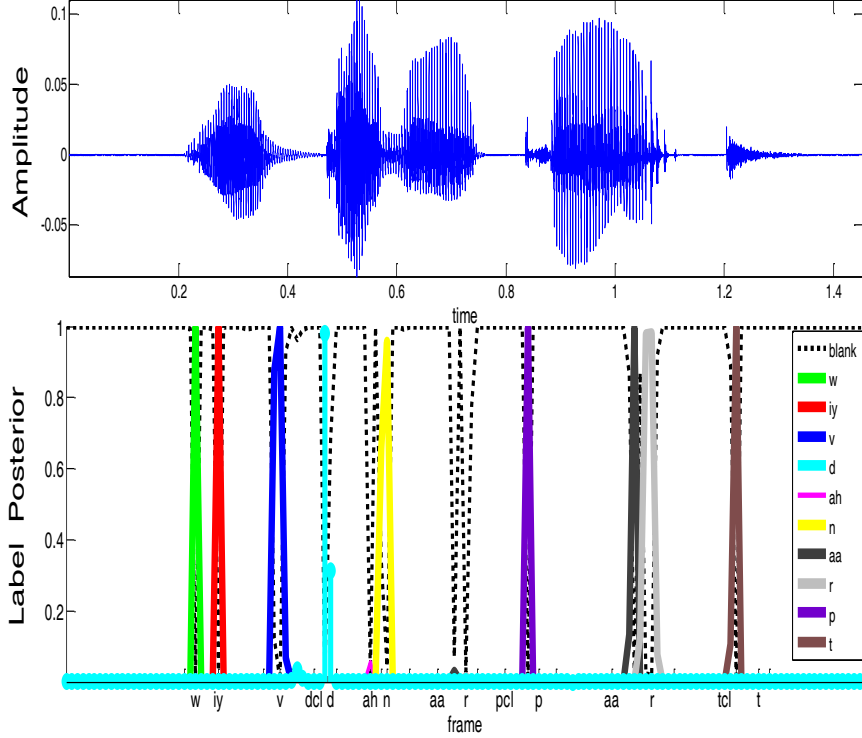 Amplitude
0.1
0.05
0
-0.05
0.2 0.4 0.6 0.8 1 1.2 1.4
time
Label Posterior
1
0.8
0.6
0.4
0.2
blank
w
iy
v
d
ah
n
aa
r
p
t
w iy v dcl d ah n aa r pcl p aa r tcl t
frame